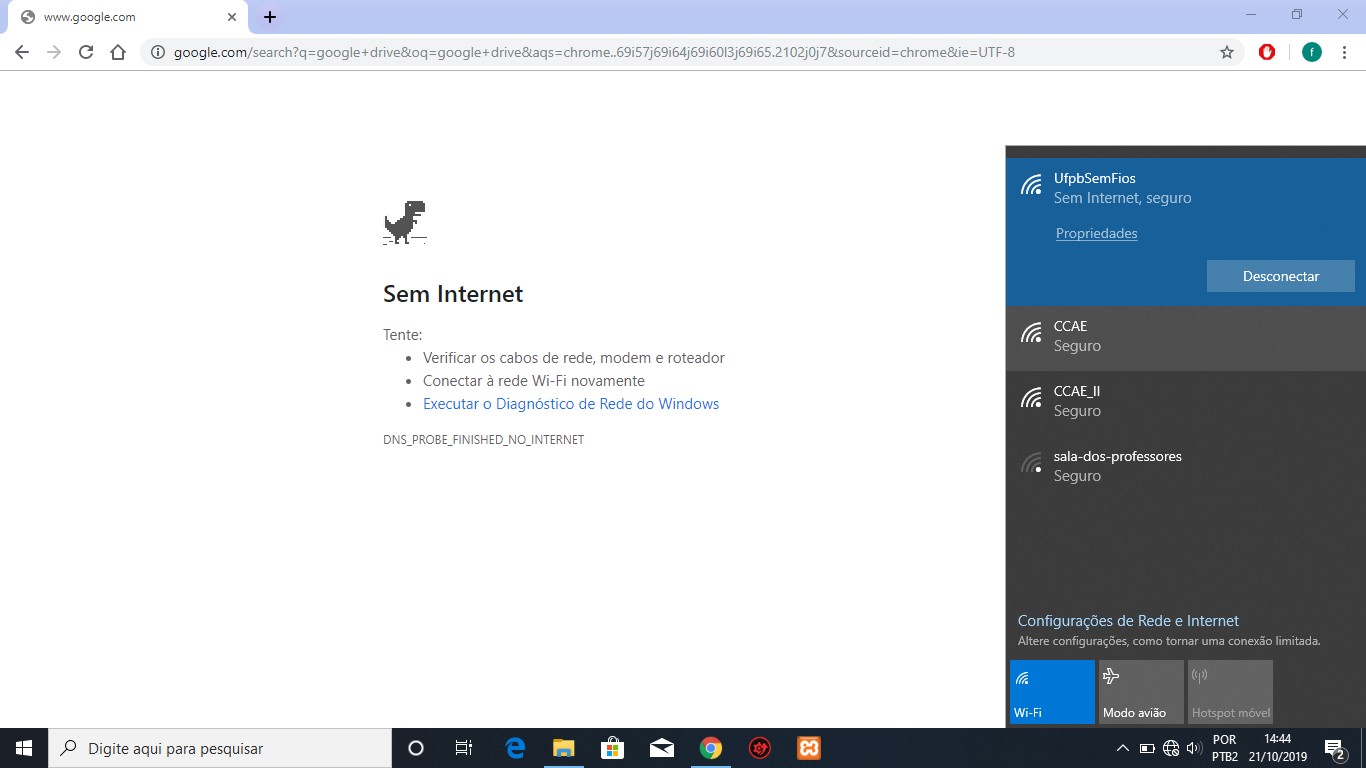 www.google.com
google.com/search?q=google+drive&oq=google+drive&aqs=chrome..69i57j69i64j69i60l3j69i65.2102j0j7&sourceid=chrome&ie=UTF-8
f
Sem Internet
Tente:
Verificar os cabos de rede, modem e roteador
Conectar à rede Wi-Fi novamente
Executar o Diagnóstico de Rede do Windows
DNS_PROBE_FINISHED_NO_INTERNET
UfpbSemFios
Sem Internet, seguro
Propriedades
Desconectar
CCAE
Seguro
CCAE_II
Seguro
sala-dos-professores
Seguro
Configurações de Rede e Internet
Altere configurações, como tornar uma conexão limitada.
Wi-Fi
Modo avião
Hotspot móvel
Digite aqui para pesquisar
POR
PTB2
14:44
21/10/2019
2